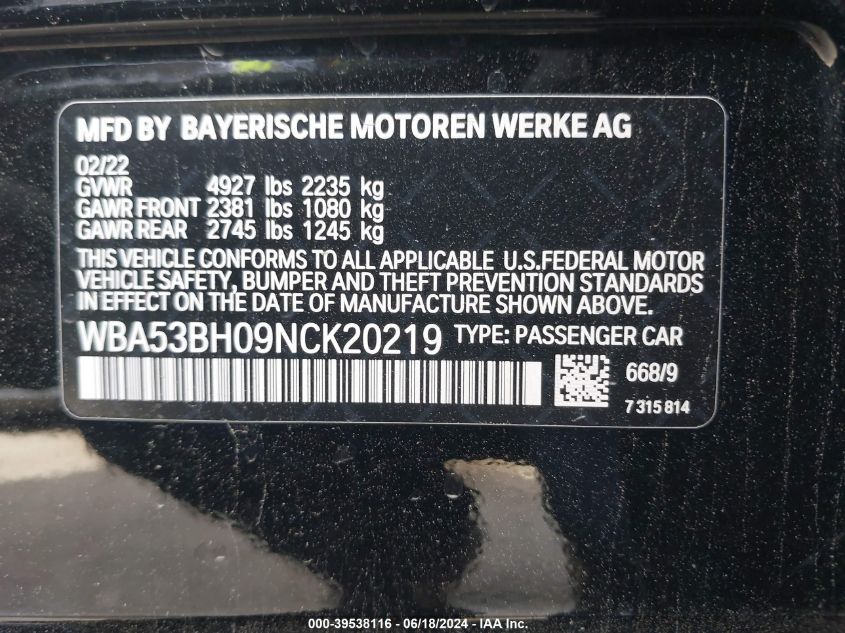 MFD BY BAYERISCHE MOTOREN WERKE AG
02/22
GVWR 4927 lbs 2235 kg
GAWR FRONT 2381 lbs 1080 kg
GAWR REAR 2745 lbs 1245 kg
THIS VEHICLE CONFORMS TO ALL APPLICABLE U.S.FEDERAL MOTOR
VEHICLE SAFETY, BUMPER AND THEFT PREVENTION STANDARDS
IN EFFECT ON THE DATE OF MANUFACTURE SHOWN ABOVE.
WBA53BH09NCK20219 TYPE: PASSENGER CAR
668/9
7 315 814
000-39538116 - 06/18/2024 - IAA Inc.